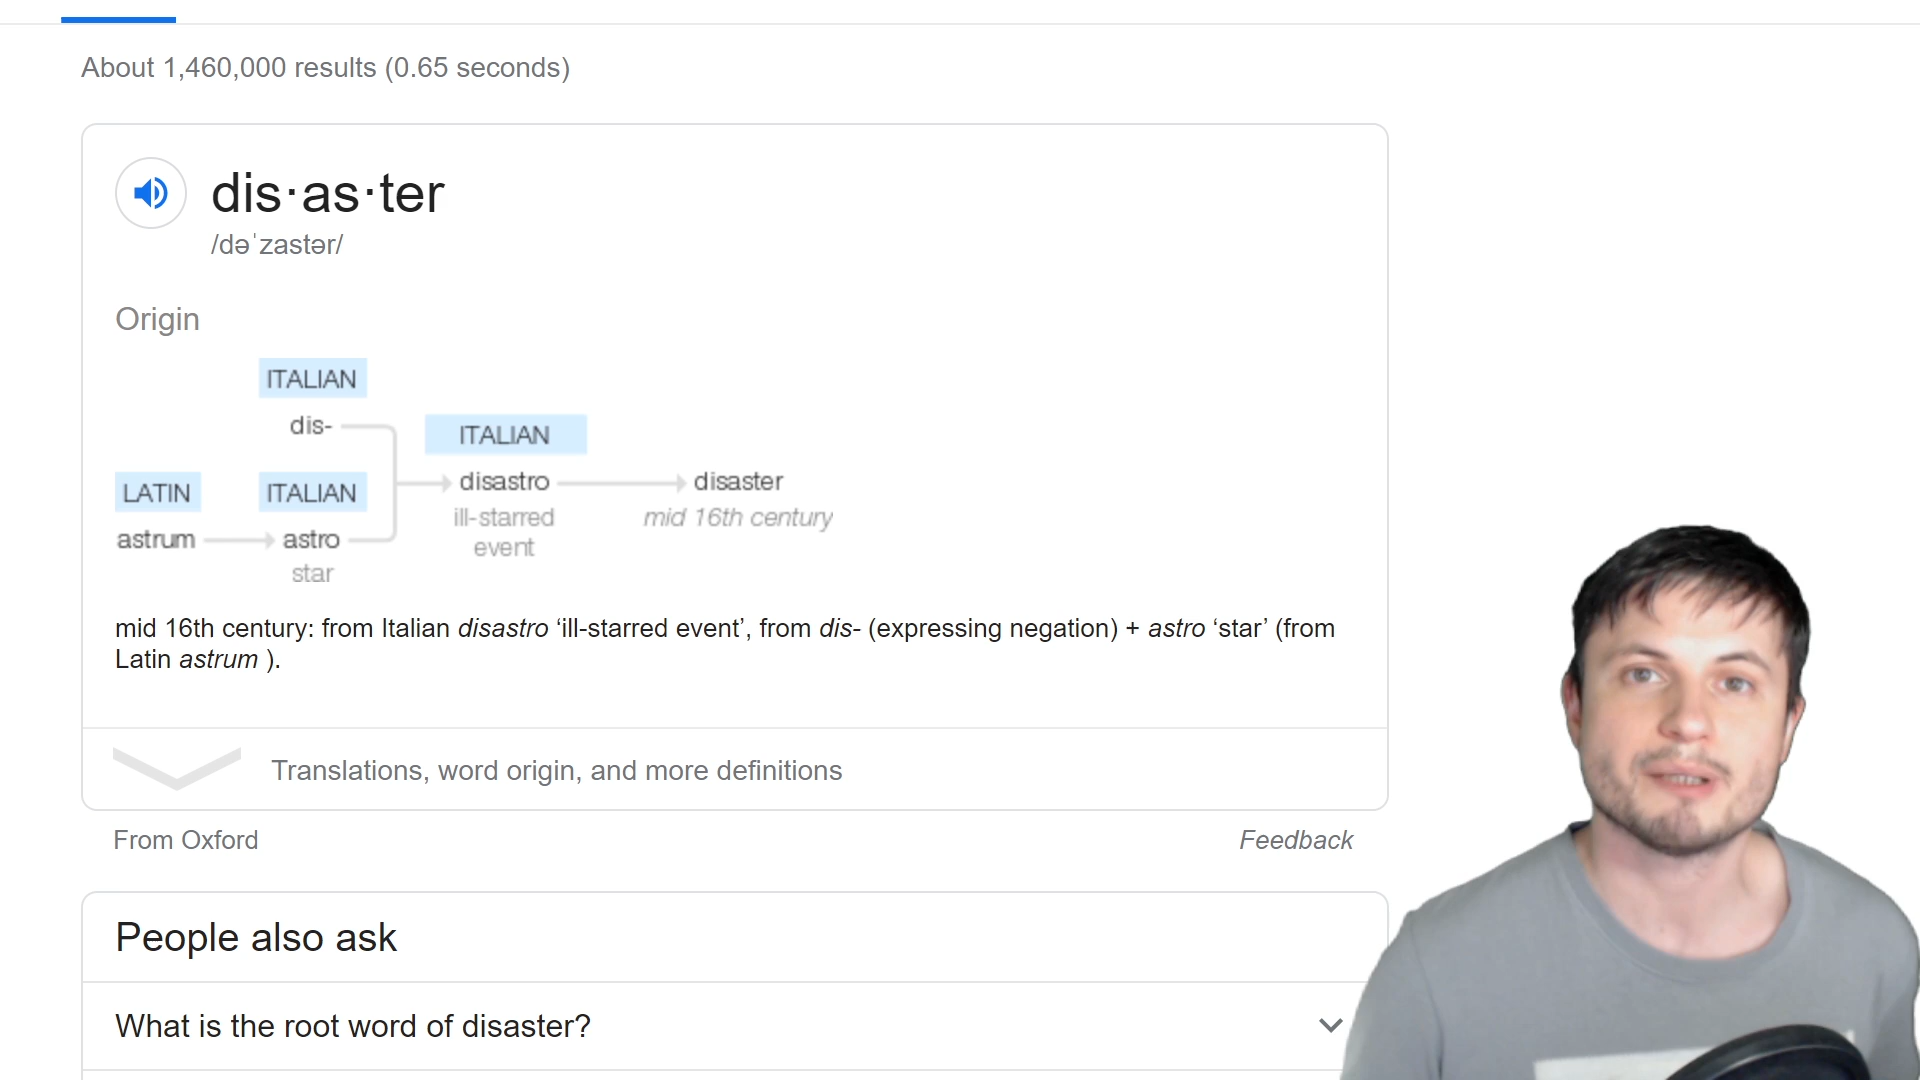 About 1,460,000 results (0.65 seconds)
dis·as·ter
/dəˈzastər/
Origin
ITALIAN
dis-
ITALIAN
LATIN
ITALIAN
disastro
disaster
ill-starred
event
mid 16th century
astrum
astro
star
mid 16th century: from Italian disastro ‘ill-starred event’, from dis- (expressing negation) + astro ‘star’ (from
Latin astrum ).
Translations, word origin, and more definitions
From Oxford
Feedback
People also ask
What is the root word of disaster?